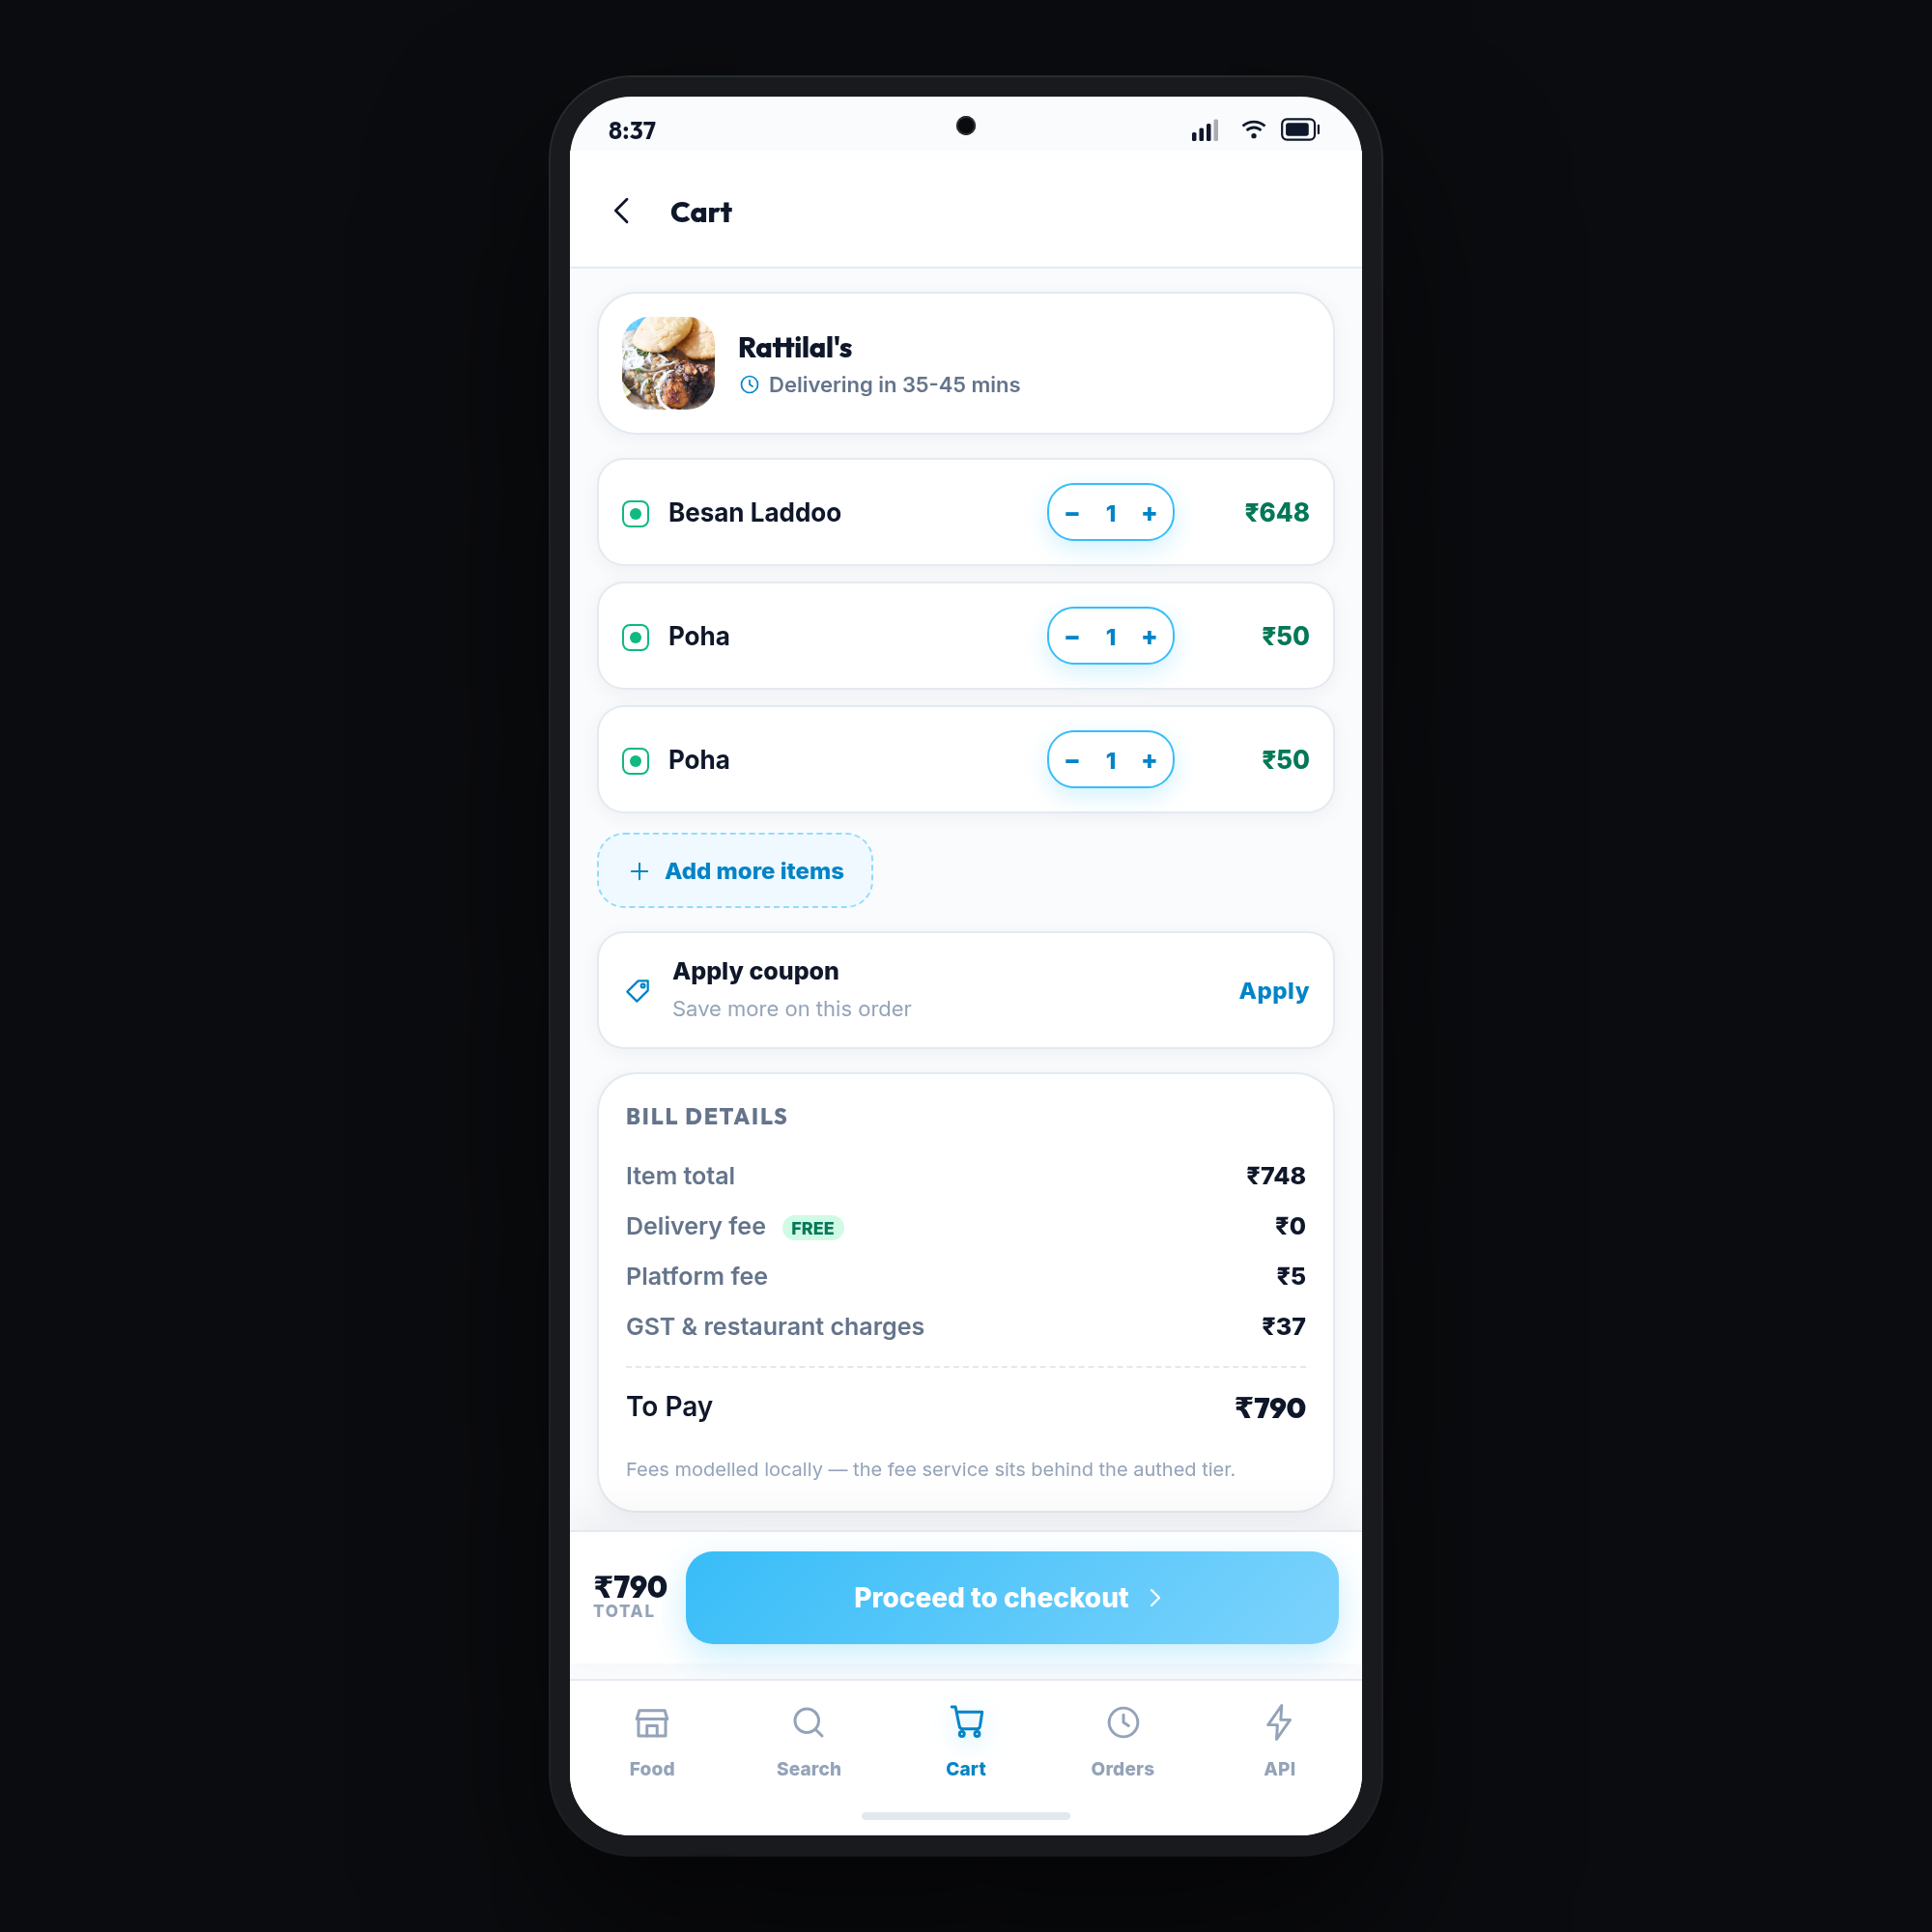 8:37
Cart
Rattilal's
Delivering in 35-45 mins
Besan Laddoo − 1 + ₹648
Poha − 1 + ₹50
Poha − 1 + ₹50
+ Add more items
Apply coupon
Save more on this order
Apply
BILL DETAILS
Item total ₹748
Delivery fee FREE ₹0
Platform fee ₹5
GST & restaurant charges ₹37
To Pay ₹790
Fees modelled locally — the fee service sits behind the authed tier.
₹790
TOTAL
Proceed to checkout
Food Search Cart Orders API